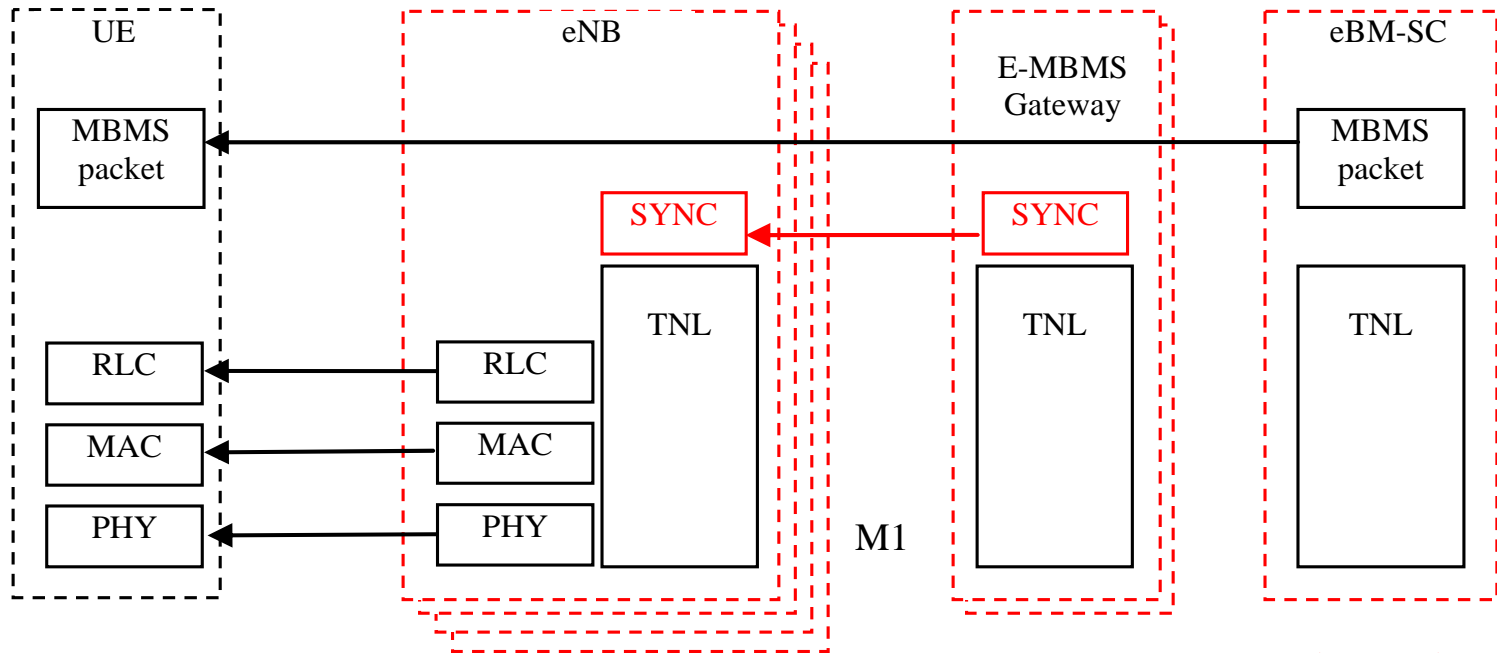 UE
eNB
eBM-SC
E-MBMS
Gateway
MBMS
packet
MBMS
packet
SYNC
SYNC
TNL
TNL
TNL
RLC
RLC
MAC
MAC
PHY
PHY
M1